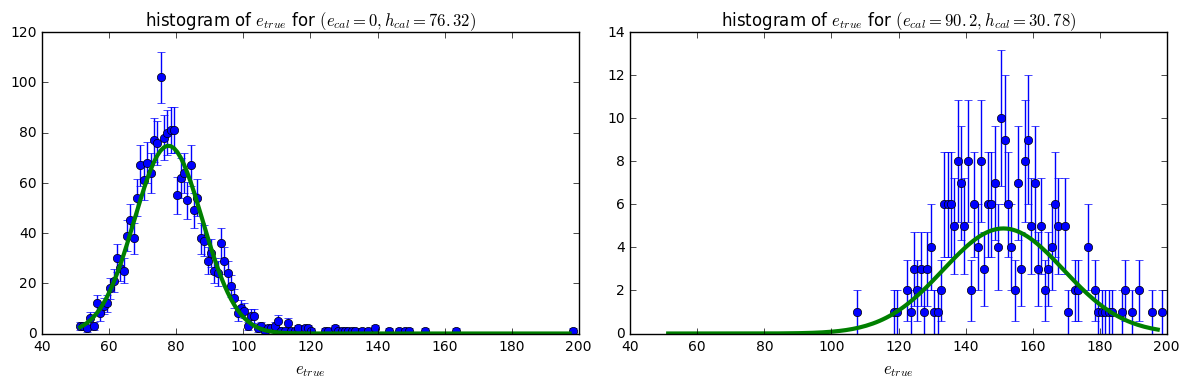 histogram of e_true for (e_cal = 0, h_cal = 76.32)
120
100
80
60
40
20
0
40 60 80 100 120 140 160 180 200
e_true
histogram of e_true for (e_cal = 90.2, h_cal = 30.78)
14
12
10
8
6
4
2
0
40 60 80 100 120 140 160 180 200
e_true